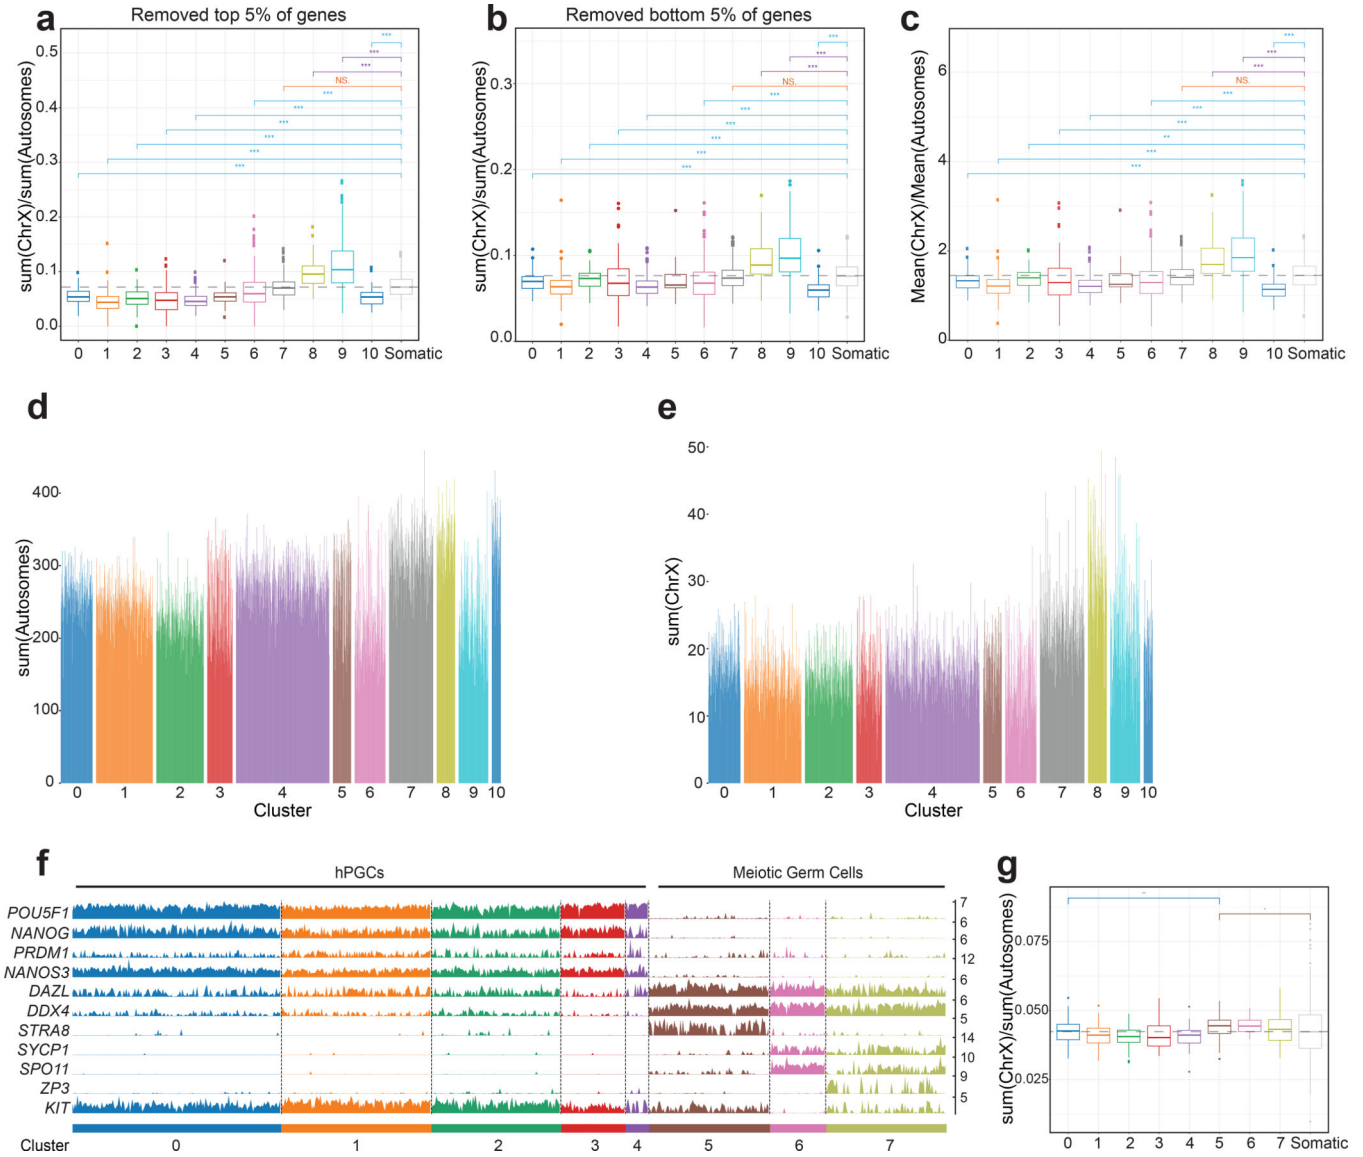 a
Removed top 5% of genes
sum(ChrX)/sum(Autosomes)
0.5
0.4
0.3
0.2
0.1
0.0
***
***
***
NS.
***
***
***
***
***
***
0 1 2 3 4 5 6 7 8 9 10 Somatic
b
Removed bottom 5% of genes
sum(ChrX)/sum(Autosomes)
0.3
0.2
0.1
0.0
***
***
***
NS.
***
***
***
***
***
***
0 1 2 3 4 5 6 7 8 9 10 Somatic
c
Mean(ChrX)/Mean(Autosomes)
6
4
2
0
***
***
***
NS.
***
***
***
**
***
***
0 1 2 3 4 5 6 7 8 9 10 Somatic
d
sum(Autosomes)
400
300
200
100
0
0 1 2 3 4 5 6 7 8 9 10
Cluster
e
sum(ChrX)
50
40
30
20
10
0
0 1 2 3 4 5 6 7 8 9 10
Cluster
f
hPGCs
Meiotic Germ Cells
POU5F1 7
NANOG 6
PRDM1 6
NANOS3 12
DAZL 6
DDX4 6
STRA8 5
SYCP1 14
SPO11 10
ZP3 9
KIT 5
Cluster 0 1 2 3 4 5 6 7
g
sum(ChrX)/sum(Autosomes)
0.075
0.050
0.025
0 1 2 3 4 5 6 7 Somatic